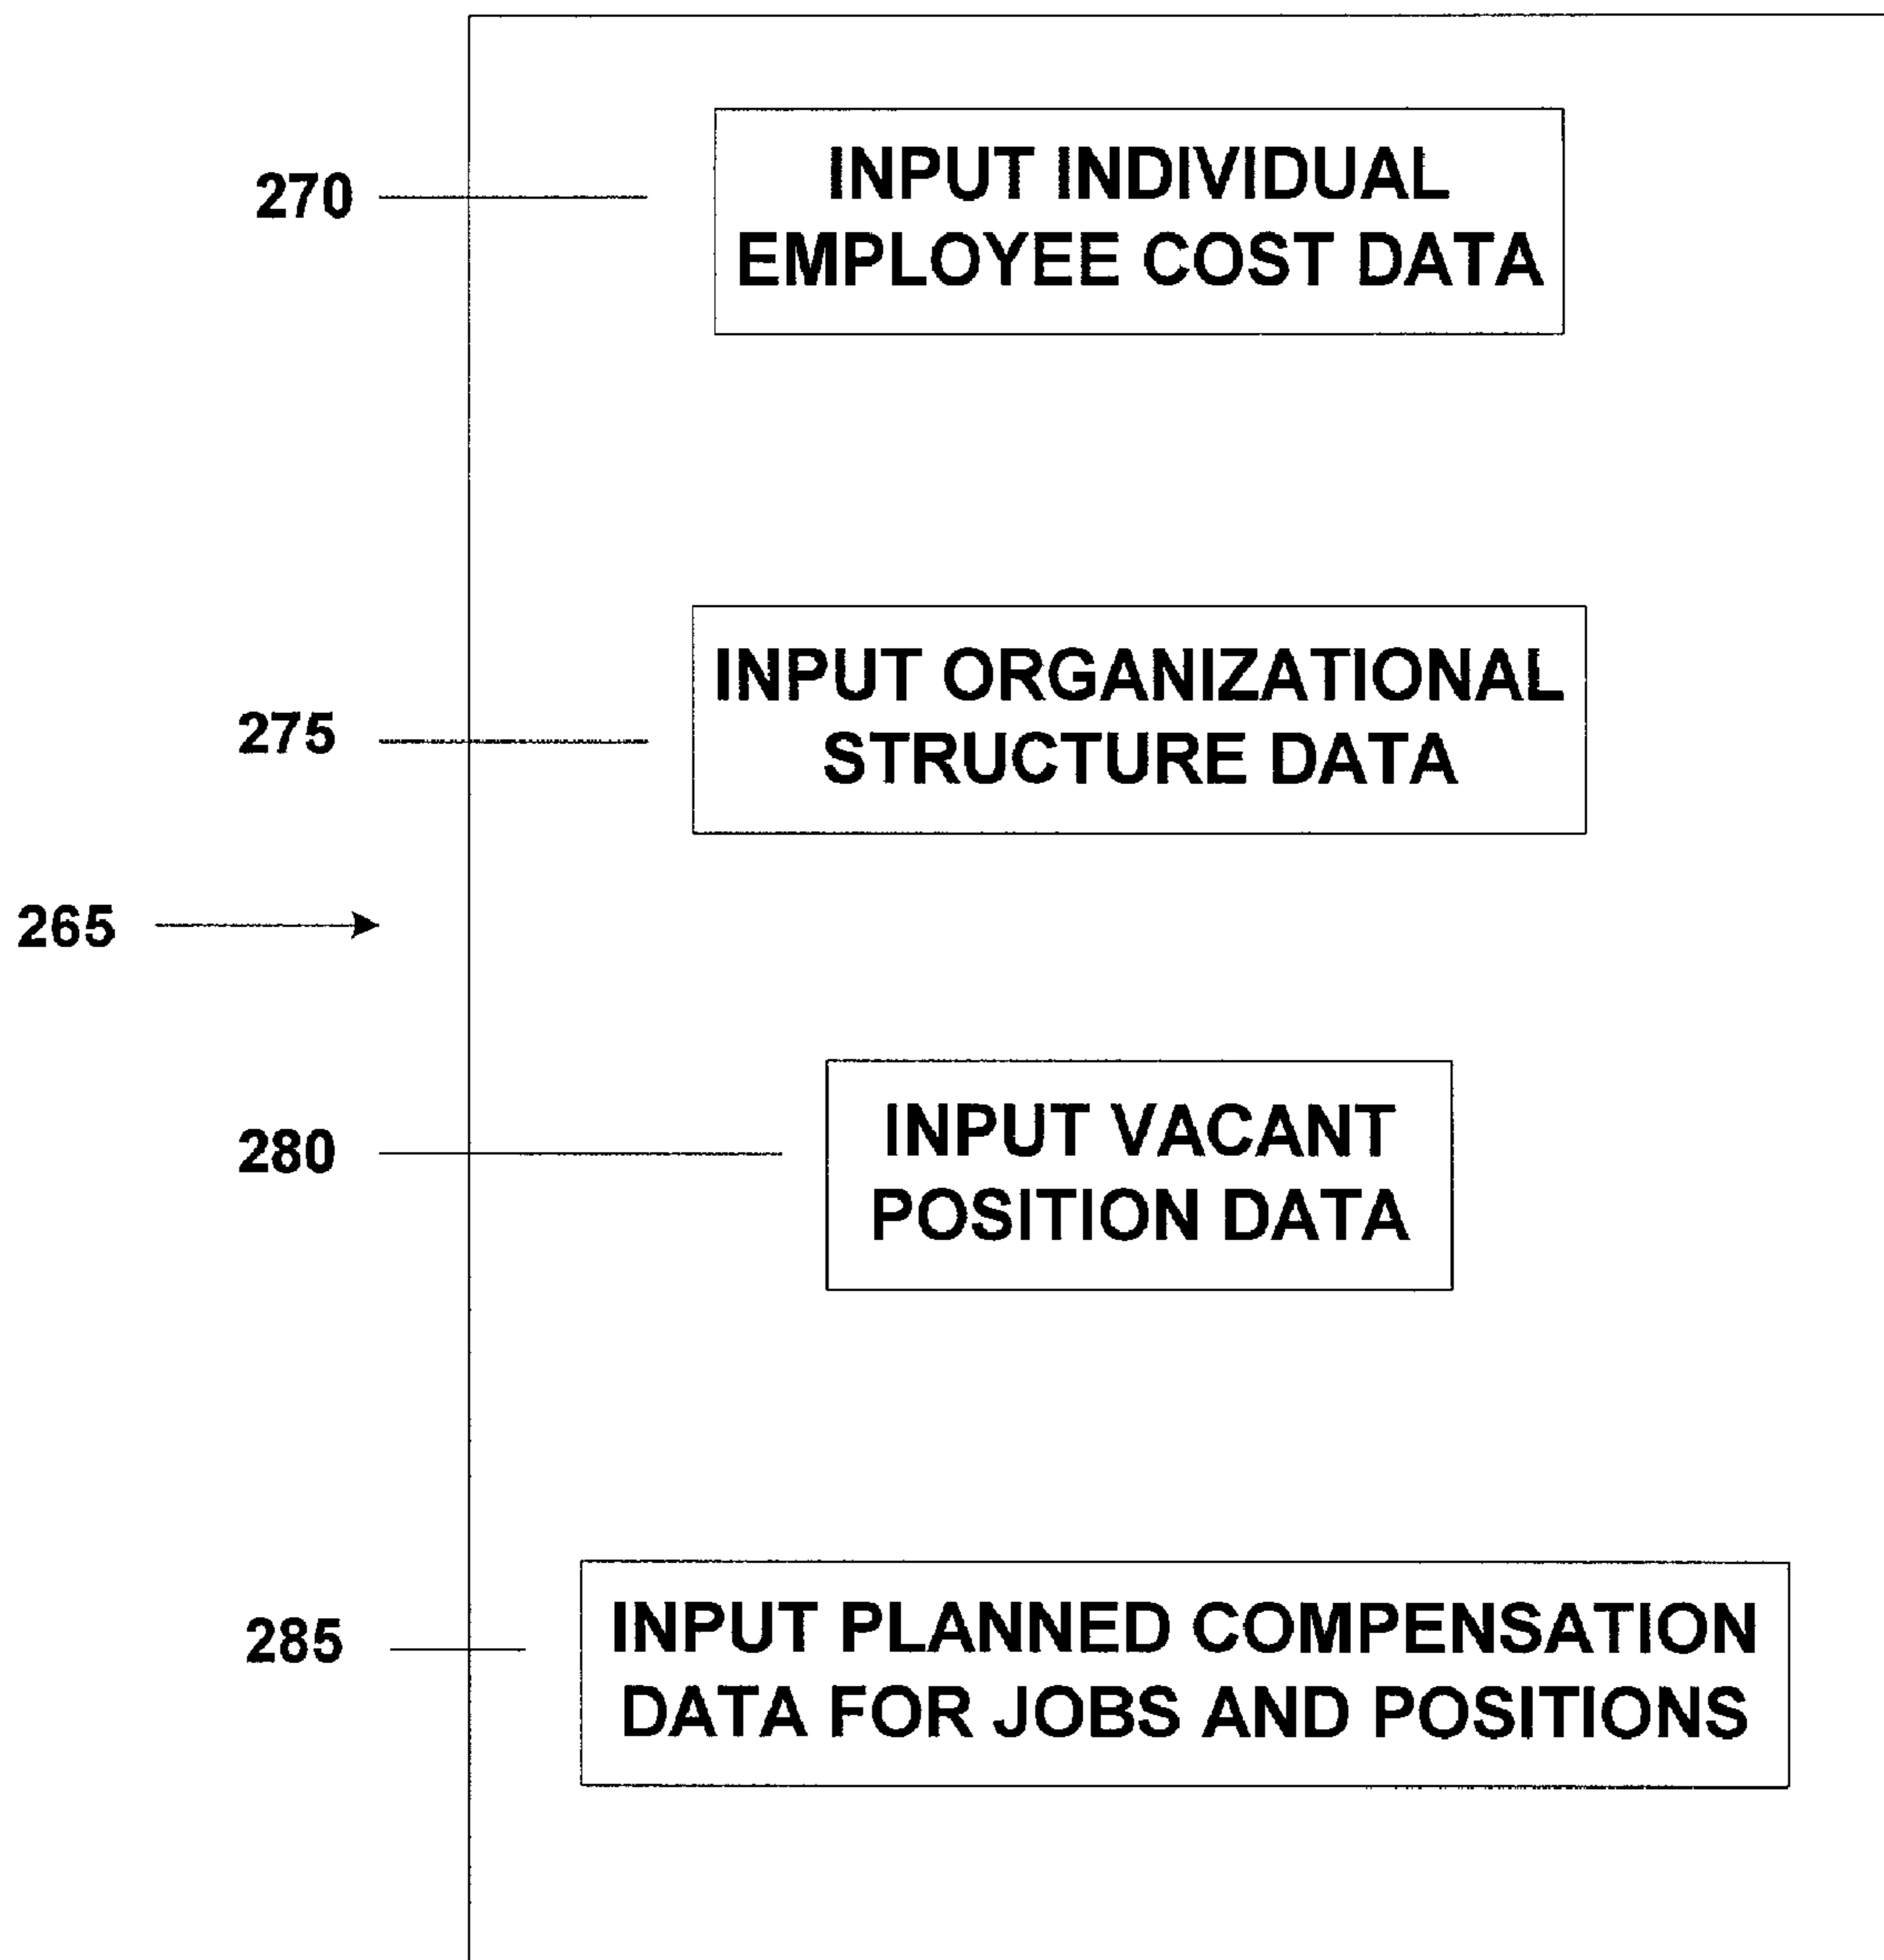 270
INPUT INDIVIDUAL
EMPLOYEE COST DATA
275
INPUT ORGANIZATIONAL
STRUCTURE DATA
265
280
INPUT VACANT
POSITION DATA
285
INPUT PLANNED COMPENSATION
DATA FOR JOBS AND POSITIONS